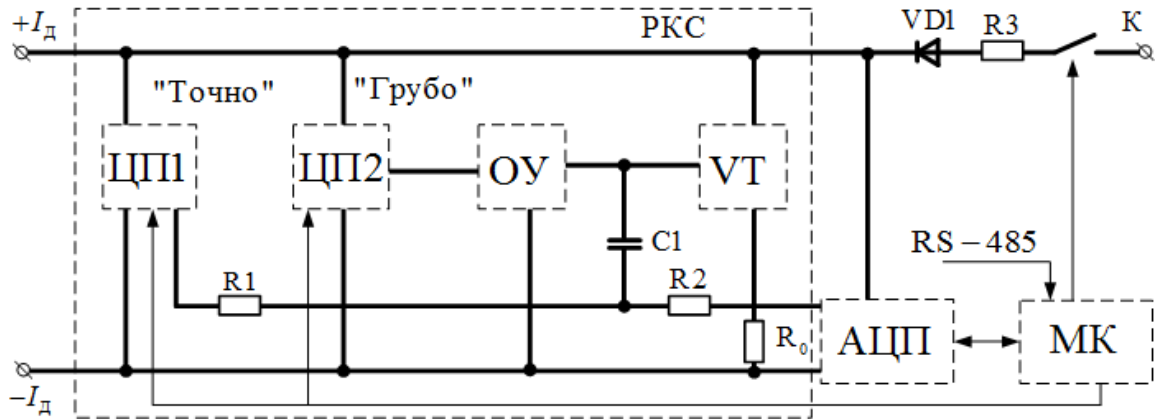 +Iд
РКС
VD1
R3
К
"Точно"
"Грубо"
ЦП1
ЦП2
ОУ
VT
C1
RS – 485
R1
R2
R0
АЦП
МК
–Iд